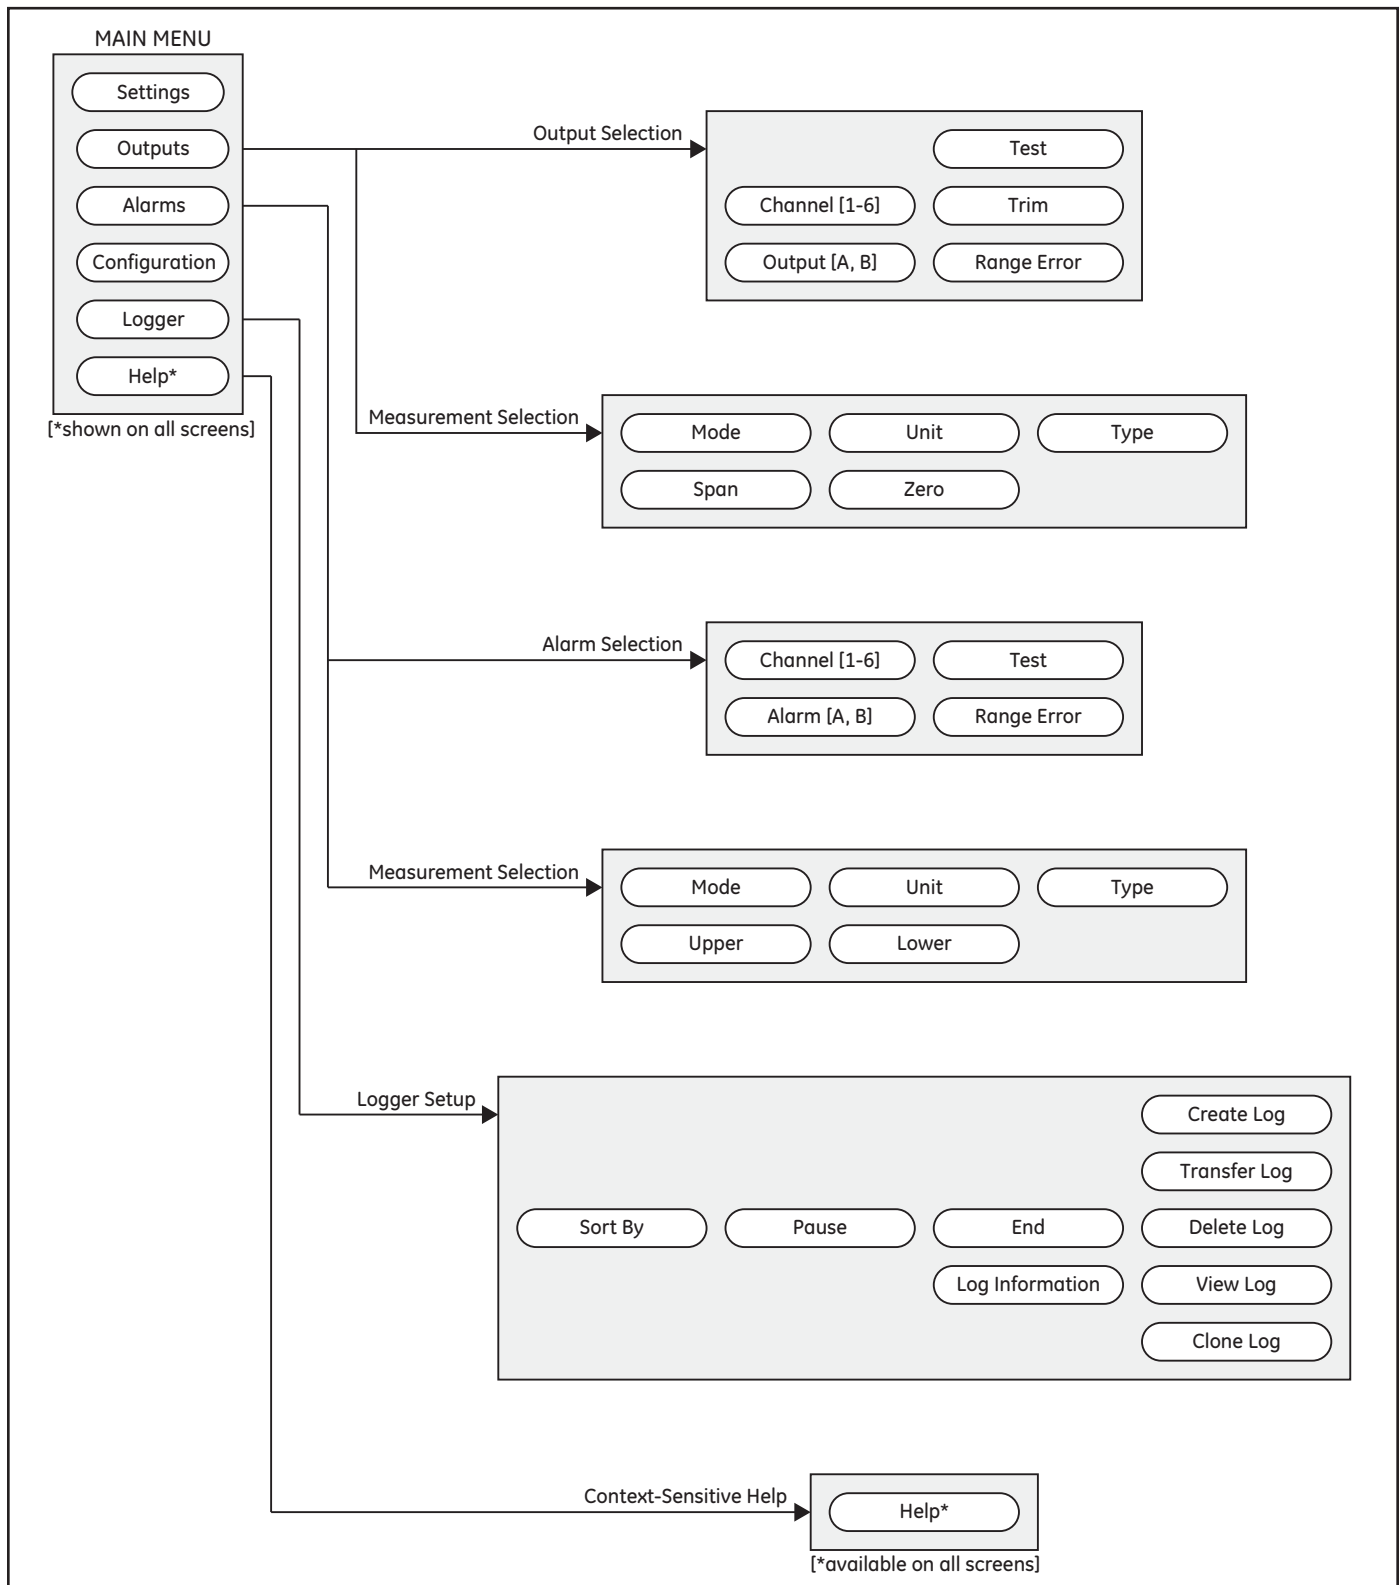 MAIN MENU
Settings
Outputs
Alarms
Configuration
Logger
Help*
[*shown on all screens]
Output Selection
Test
Channel [1-6]
Trim
Output [A, B]
Range Error
Measurement Selection
Mode
Unit
Type
Span
Zero
Alarm Selection
Channel [1-6]
Test
Alarm [A, B]
Range Error
Measurement Selection
Mode
Unit
Type
Upper
Lower
Logger Setup
Create Log
Transfer Log
Sort By
Pause
End
Delete Log
Log Information
View Log
Clone Log
Context-Sensitive Help
Help*
[*available on all screens]